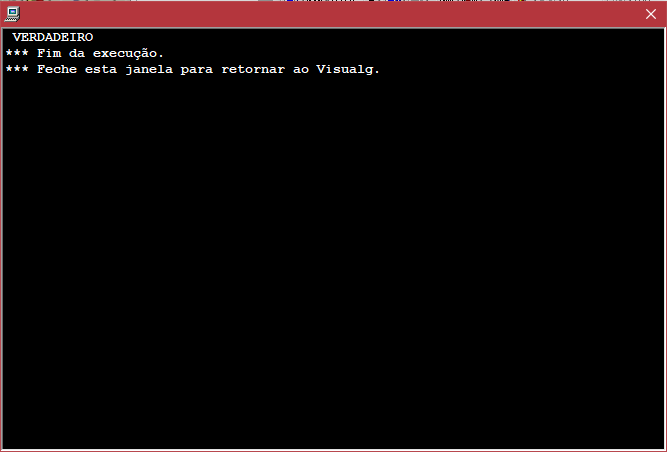 VERDADEIRO
*** Fim da execução.
*** Feche esta janela para retornar ao Visualg.